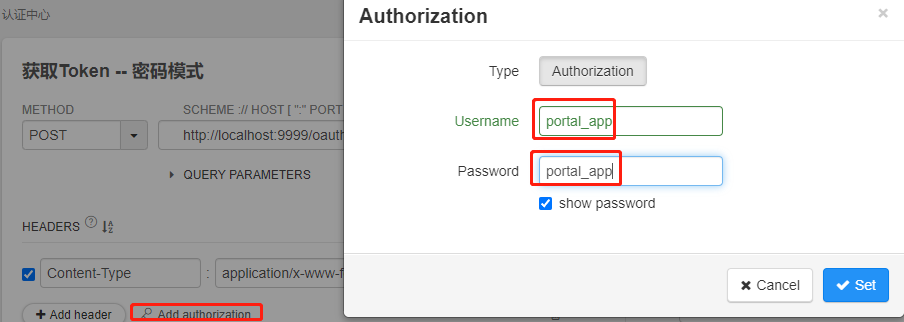 认证中心
获取Token -- 密码模式
METHOD
SCHEME :// HOST [ ":" PORT
POST
http://localhost:9999/oauth
QUERY PARAMETERS
HEADERS ?
Content-Type : application/x-www-f
Add header
Add authorization
Authorization
×
Type Authorization
Username portal_app
Password portal_app
show password
Cancel
Set